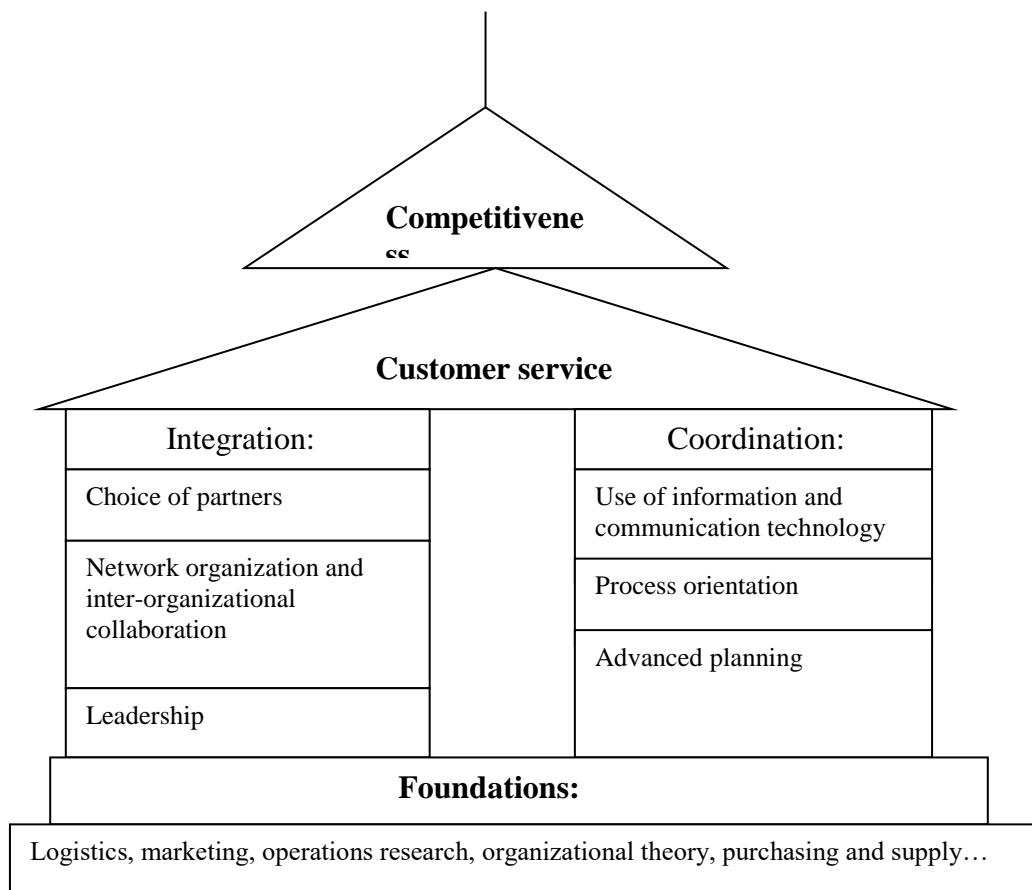 Competitivene
ss
Customer service
Integration:
Choice of partners
Network organization and
inter-organizational
collaboration
Leadership
Coordination:
Use of information and
communication technology
Process orientation
Advanced planning
Foundations:
Logistics, marketing, operations research, organizational theory, purchasing and supply…